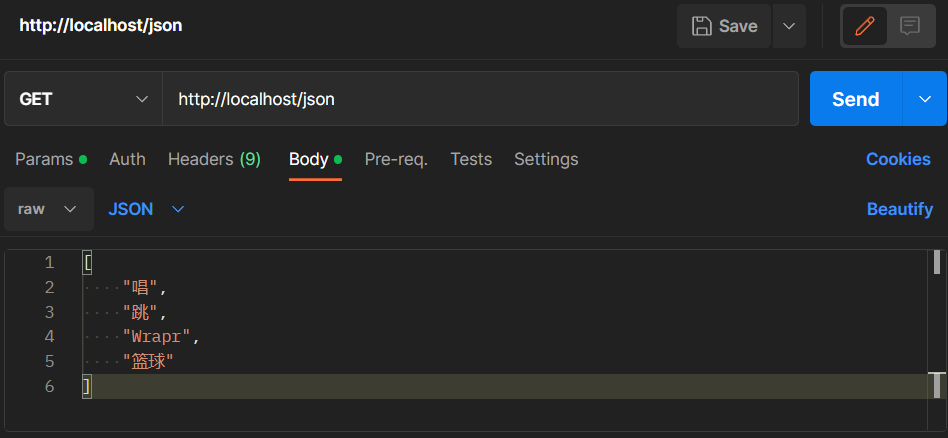 http://localhost/json Save
GET http://localhost/json Send
Params Auth Headers (9) Body Pre-req. Tests Settings Cookies
raw JSON Beautify
1 [
2 "唱",
3 "跳",
4 "Wrapr",
5 "篮球"
6 ]